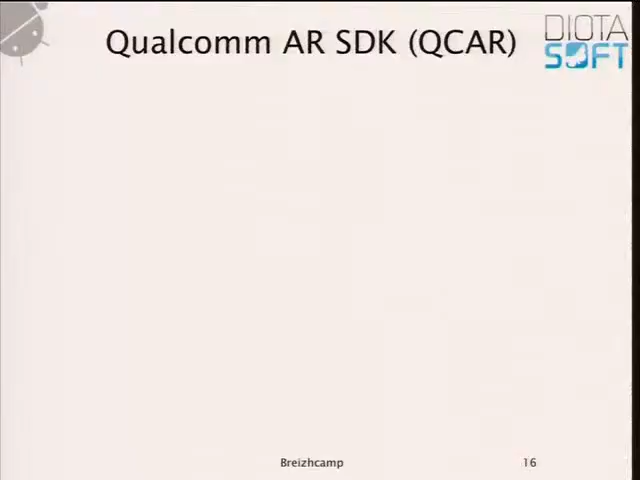 Qualcomm AR SDK (QCAR)
DIOTA
SOFT
Breizhcamp
16